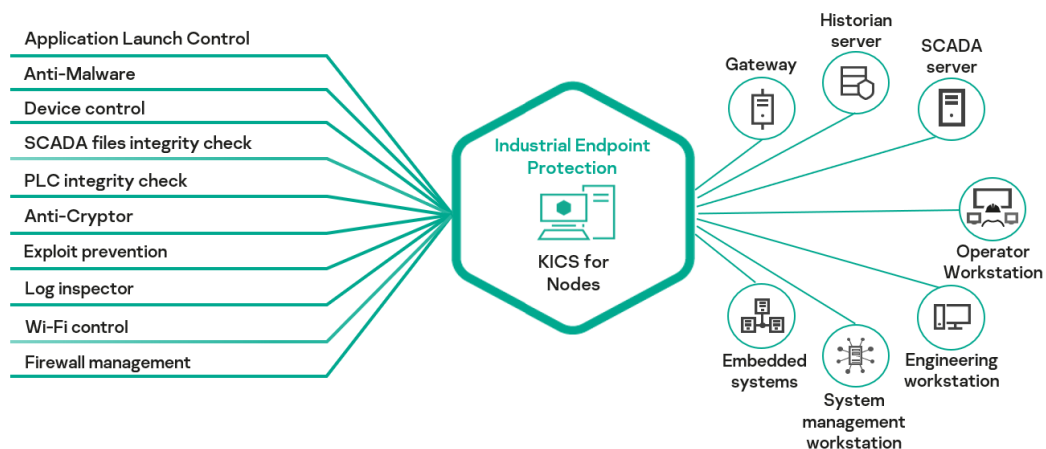 Application Launch Control
Anti-Malware
Device control
SCADA files integrity check
PLC integrity check
Anti-Cryptor
Exploit prevention
Log inspector
Wi-Fi control
Firewall management
Industrial Endpoint
Protection
KICS for
Nodes
Gateway
Historian
server
SCADA
server
Operator
Workstation
Engineering
workstation
System
management
workstation
Embedded
systems